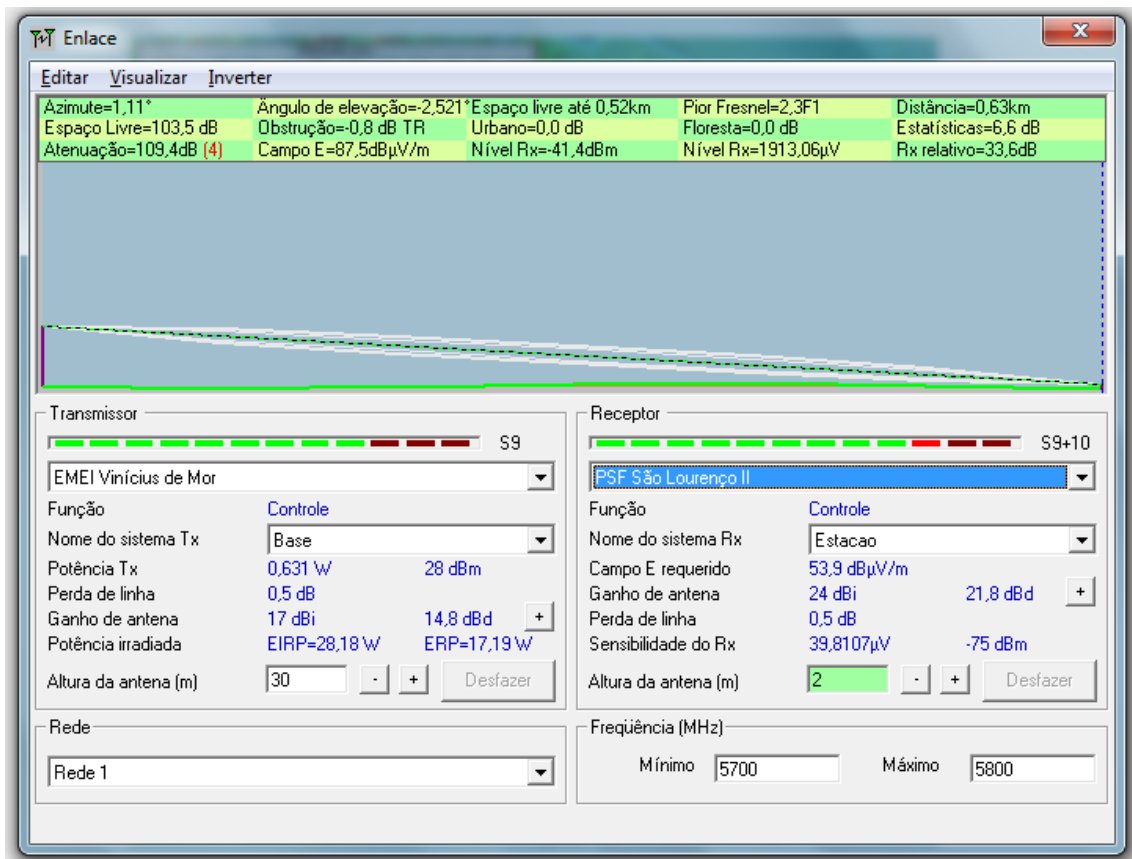 Enlace
Editar Visualizar Inverter
Azimute=1,11° Ângulo de elevação=-2,521° Espaço livre até 0,52km Pior Fresnel=2,3F1 Distância=0,63km
Espaço Livre=103,5 dB Obstrução=-0,8 dB TR Urbano=0,0 dB Floresta=0,0 dB Estatísticas=6,6 dB
Atenuação=109,4dB (4) Campo E=87,5dBµV/m Nível Rx=-41,4dBm Nível Rx=1913,06µV Rx relativo=33,6dB
Transmissor Receptor
S9 S9+10
EMEI Vinícius de Mor PSF São Lourenço II
Função Controle Função Controle
Nome do sistema Tx Base Nome do sistema Rx Estacao
Potência Tx 0,631 W 28 dBm Campo E requerido 53,9 dBµV/m
Perda de linha 0,5 dB Ganho de antena 24 dBi 21,8 dBd +
Ganho de antena 17 dBi 14,8 dBd + Perda de linha 0,5 dB
Potência irradiada EIRP=28,18 W ERP=17,19 W Sensibilidade do Rx 39,8107µV -75 dBm
Altura da antena (m) 30 - + Desfazer Altura da antena (m) 2 - + Desfazer
Rede Freqüência (MHz)
Rede 1 Mínimo 5700 Máximo 5800